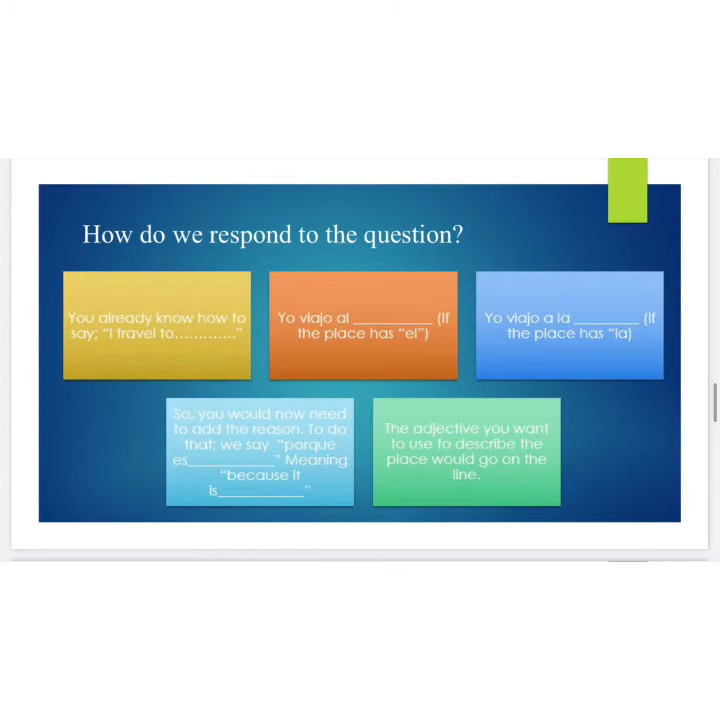 How do we respond to the question?
You already know how to
say; “I travel to………….”
Yo viajo al ___________ (If
the place has “el”)
Yo viajo a la _________ (if
the place has “la)
So, you would now need
to add the reason. To do
that; we say “porque
es____________” Meaning
“because it
is____________”
The adjective you want
to use to describe the
place would go on the
line.